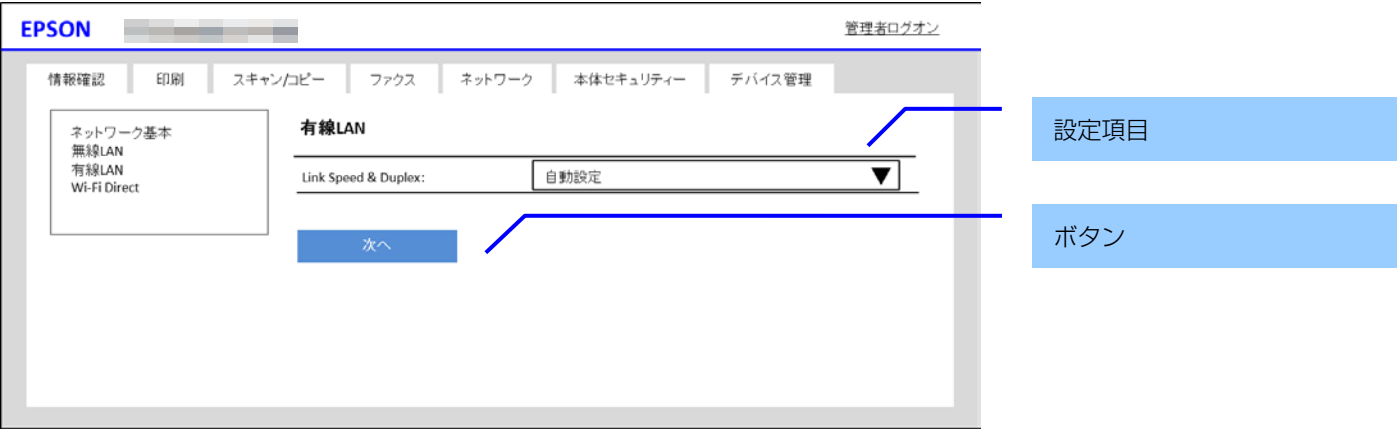 EPSON
管理者ログオン
情報確認 印刷 スキャン/コピー ファクス ネットワーク 本体セキュリティー デバイス管理
ネットワーク基本
無線LAN
有線LAN
Wi-Fi Direct
有線LAN
Link Speed & Duplex: 自動設定
次へ
設定項目
ボタン